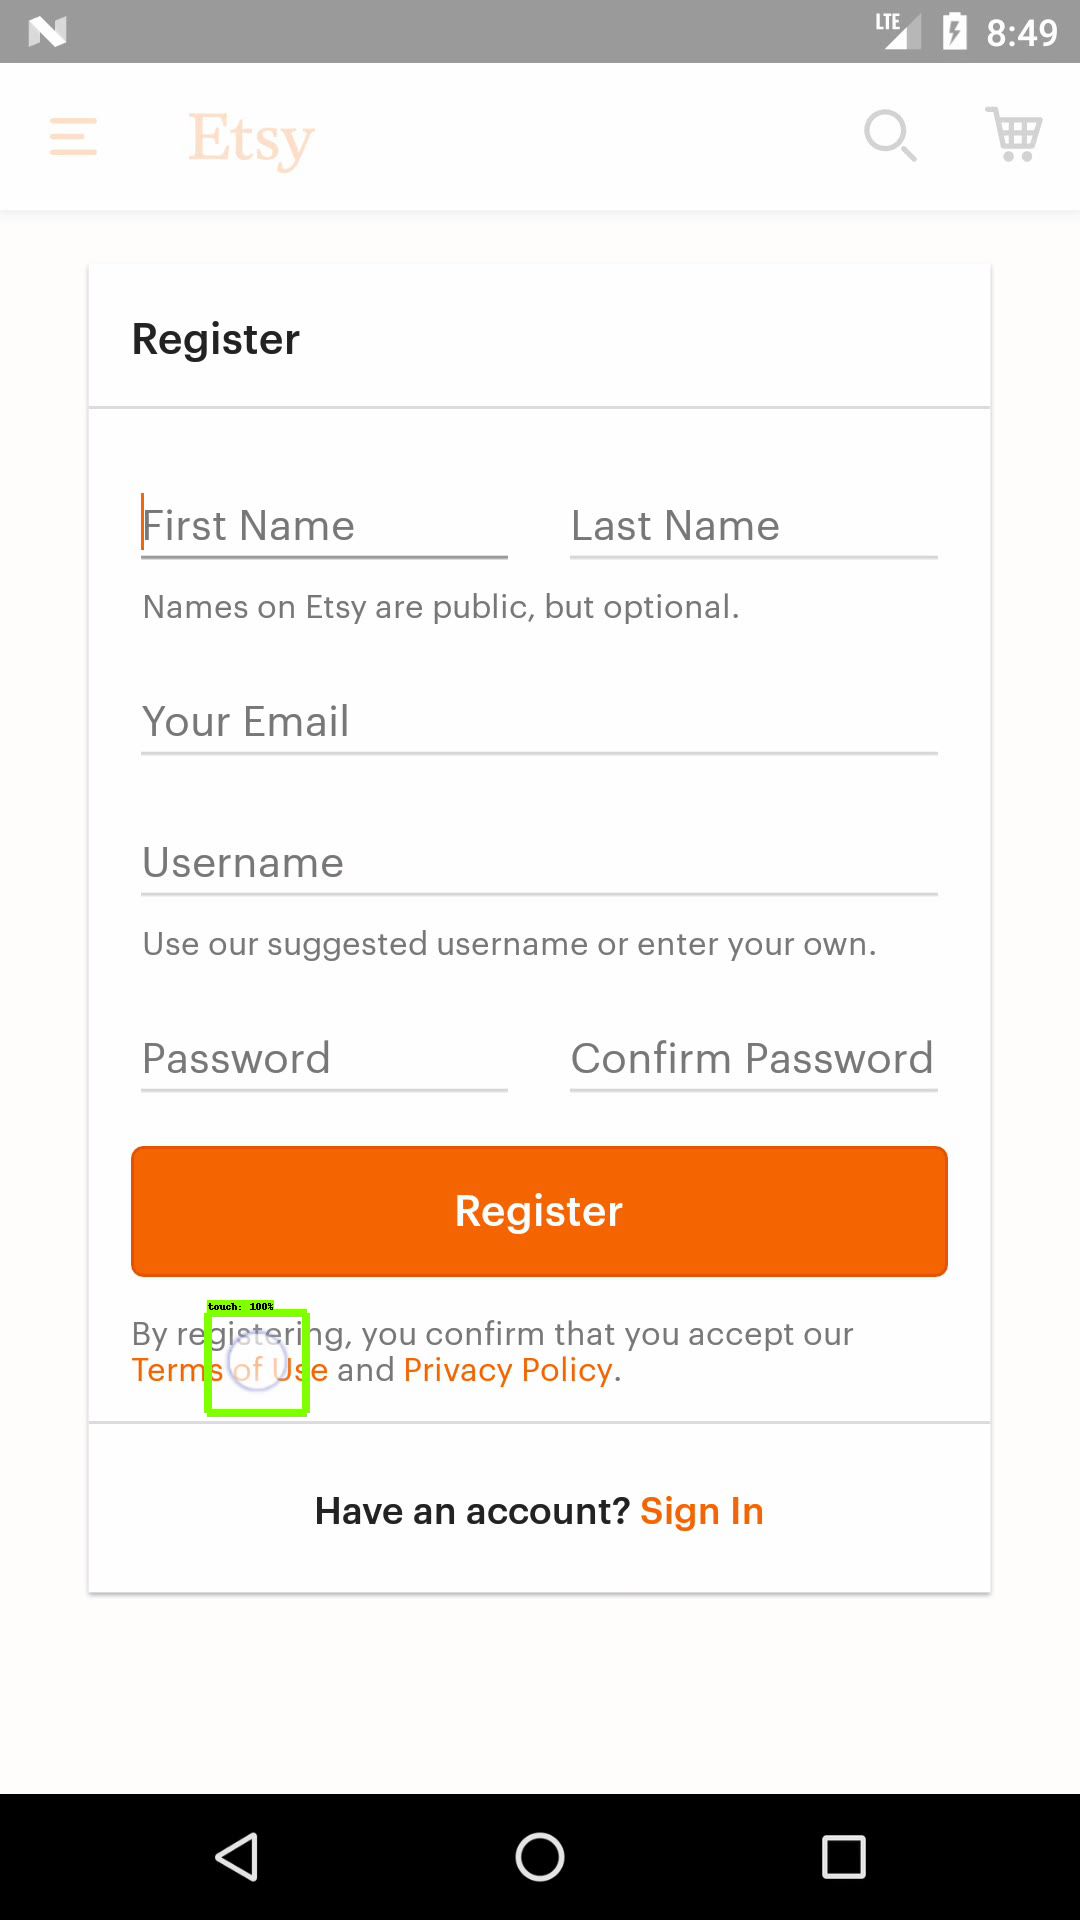 LTE 8:49
Etsy
Register
First Name Last Name
Names on Etsy are public, but optional.
Your Email
Username
Use our suggested username or enter your own.
Password Confirm Password
Register
touch: 100%
By registering, you confirm that you accept our
Terms of Use and Privacy Policy.
Have an account? Sign In